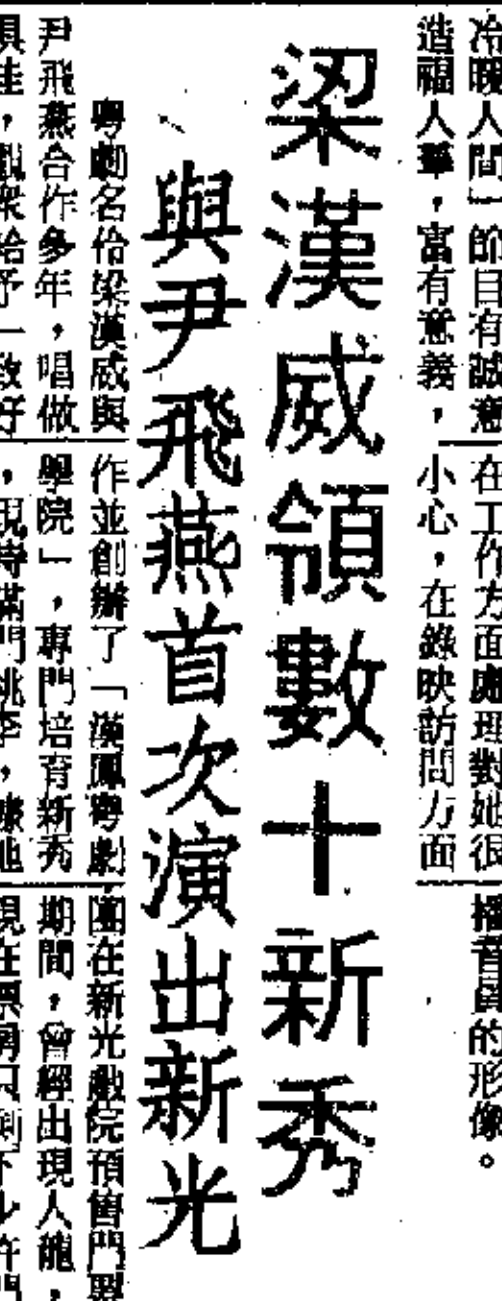 冷暖人間」節目有誠意
造福人羣，富有意義，
在工作方面處理對她很
小心，在錄映訪問方面
播音員的形像。
梁漢威領數十新秀
與尹飛燕首次演出新光
粵劇名伶梁漢威與
尹飛燕合作多年，唱做
俱佳，觀衆給予一致好
作並創辦了「漢鳳粵劇
學院」，專門培育新秀
，現時滿門桃李，據他
團在新光戲院預售門票
期間，曾經出現人龍，
現在票房只剩下少許門